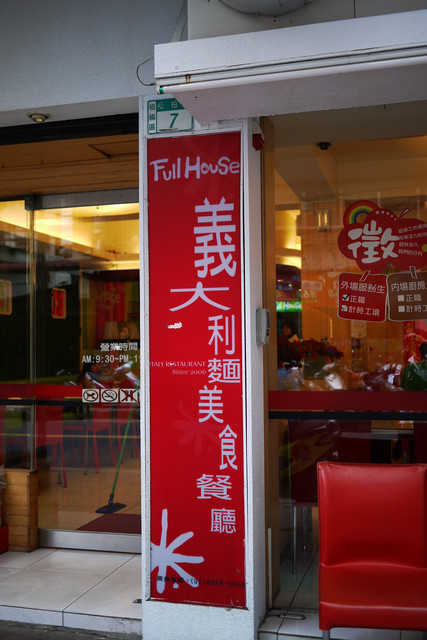 7
Full House
義大利麵美食餐廳
ITALY RESTAURANT
Since 2006
營業時間
AM:9:30~PM:1
徵
外場服務生
正職
計時工讀
內場廚房
正職
計時工